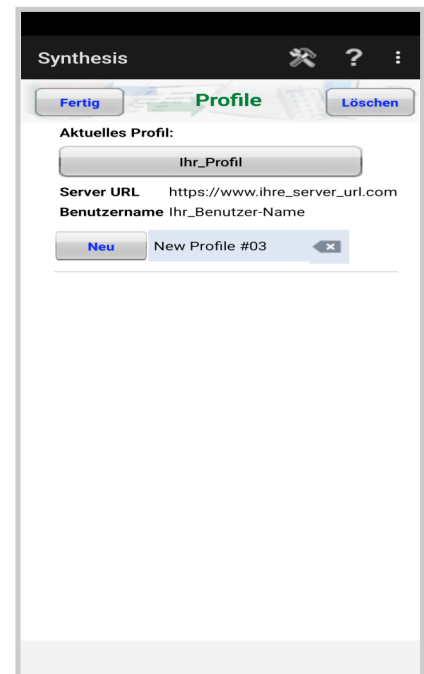 Synthesis ?
Fertig Profile Löschen
Aktuelles Profil:
Ihr_Profil
Server URL https://www.ihre_server_url.com
Benutzername Ihr_Benutzer-Name
Neu New Profile #03